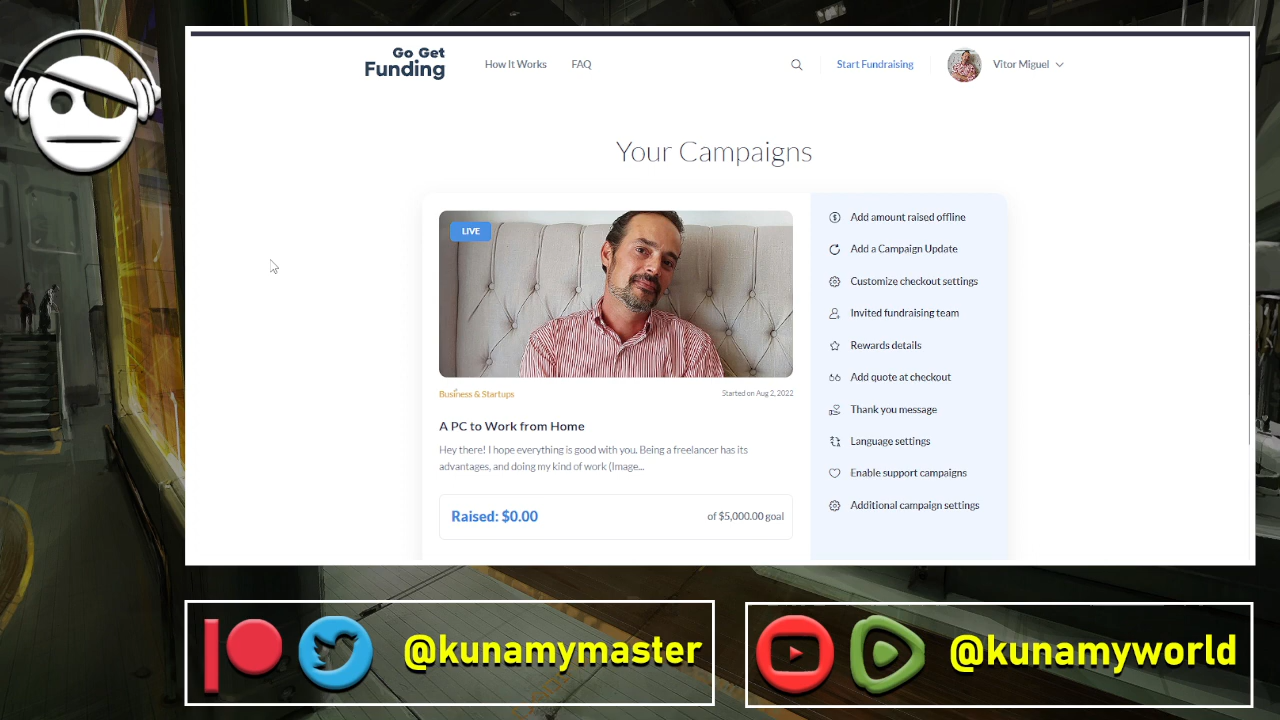 Go Get
Funding
How It Works
FAQ
Start Fundraising
Vitor Miguel
Your Campaigns
LIVE
Business & Startups
Started on Aug 2, 2022
A PC to Work from Home
Hey there! I hope everything is good with you. Being a freelancer has its
advantages, and doing my kind of work (Image...
Raised: $0.00
of $5,000.00 goal
Add amount raised offline
Add a Campaign Update
Customize checkout settings
Invited fundraising team
Rewards details
Add quote at checkout
Thank you message
Language settings
Enable support campaigns
Additional campaign settings
@kunamymaster
@kunamyworld